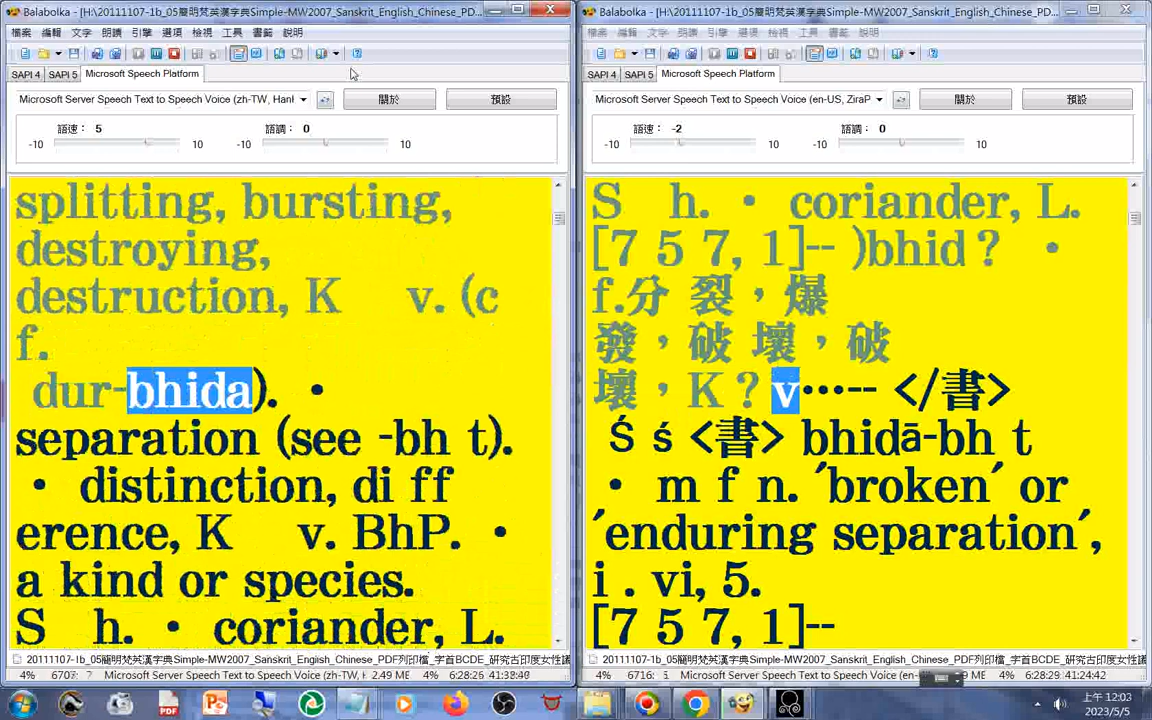 Balabolka - [H:\20111107-1b_05簡明梵英漢字典Simple-MW2007_Sanskrit_English_Chinese_PD...
檔案 編輯 文字 朗讀 引擎 選項 檢視 工具 書籤 說明
SAPI 4 SAPI 5 Microsoft Speech Platform
Microsoft Server Speech Text to Speech Voice (zh-TW, HanH 關於 預設
語速： 5 語調： 0
-10 10 -10 10
splitting, bursting,
destroying,
destruction, K v. (c
f.
dur-bhida). •
separation (see -bh t).
• distinction, di ff
erence, K v. BhP. •
a kind or species.
S h. • coriander, L.
20111107-1b_05簡明梵英漢字典Simple-MW2007_Sanskrit_English_Chinese_PDF列印檔_字首BCDE_研究古印度女性議
4% 6707: Microsoft Server Speech Text to Speech Voice (zh-TW, H 2.49 MB 4% 6:28:26
Balabolka - [H:\20111107-1b_05簡明梵英漢字典Simple-MW2007_Sanskrit_English_Chinese_PD...
檔案 編輯 文字 朗讀 引擎 選項 檢視 工具 書籤 說明
SAPI 4 SAPI 5 Microsoft Speech Platform
Microsoft Server Speech Text to Speech Voice (en-US, ZiraP 關於 預設
語速： -2 語調： 0
-10 10 -10 10
S h. • coriander, L.
[7 5 7, 1]-- )bhid？ •
f.分 裂，爆
發，破 壞，破
壞，K？v…-- </書>
Ś ś <書> bhidā-bh t
• m f n. 'broken' or
'enduring separation',
i . vi, 5.
[7 5 7, 1]--
20111107-1b_05簡明梵英漢字典Simple-MW2007_Sanskrit_English_Chinese_PDF列印檔_字首BCDE_研究古印度女性議
4% 6716: Microsoft Server Speech Text to Speech Voice (en-U 4% 6:28:29 41:24:42
上午 12:03
2023/5/5